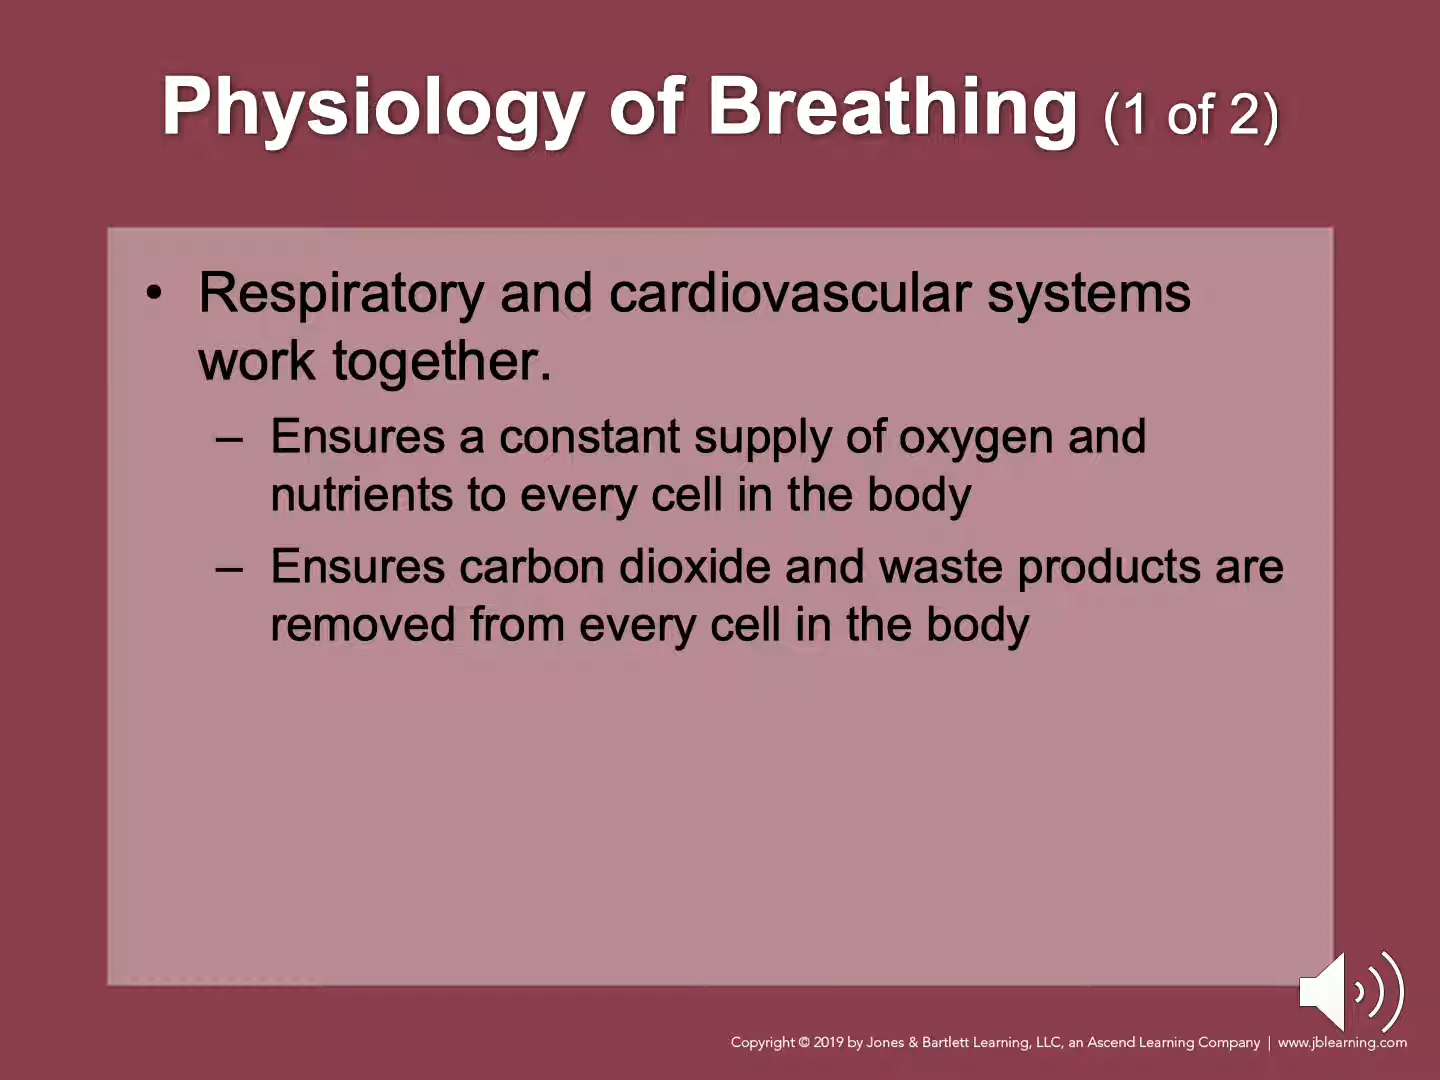 Physiology of Breathing (1 of 2)
• Respiratory and cardiovascular systems
work together.
– Ensures a constant supply of oxygen and
nutrients to every cell in the body
– Ensures carbon dioxide and waste products are
removed from every cell in the body
Copyright © 2019 by Jones & Bartlett Learning, LLC, an Ascend Learning Company | www.jblearning.com